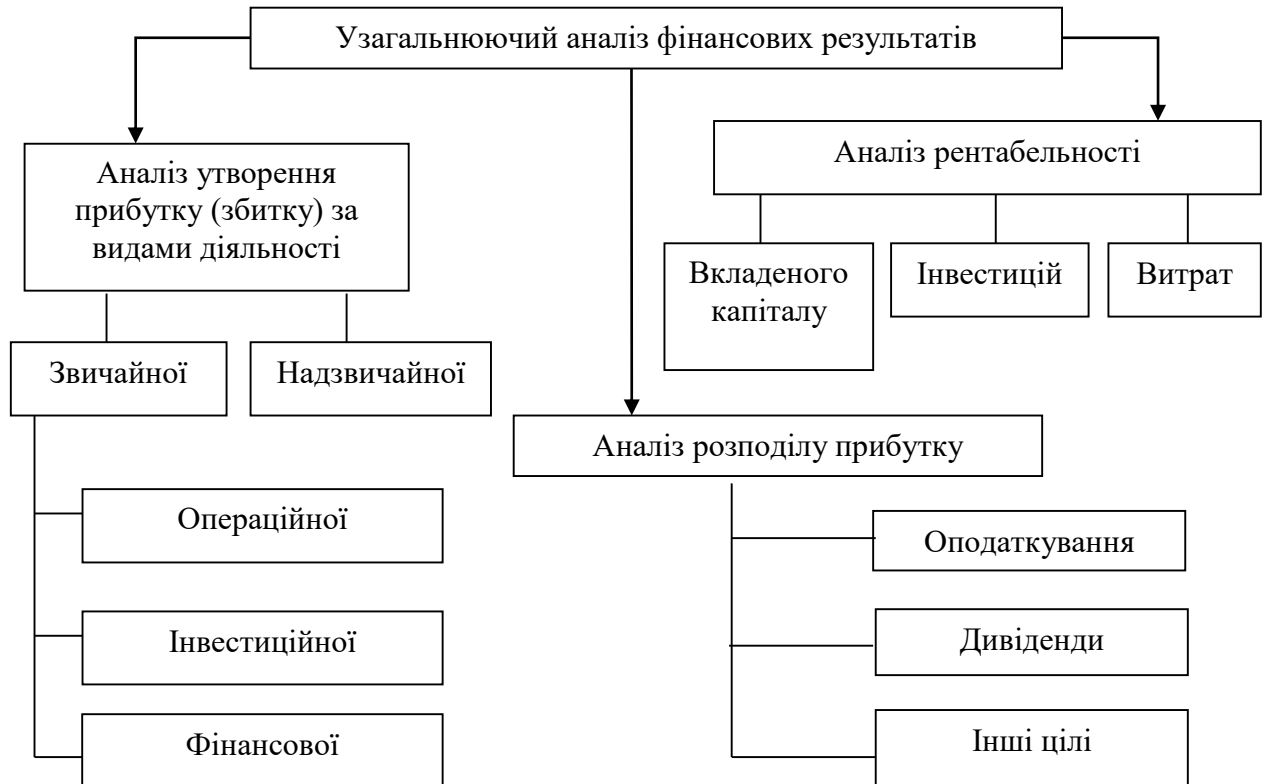 Узагальнюючий аналіз фінансових результатів
Аналіз утворення
прибутку (збитку) за
видами діяльності
Аналіз рентабельності
Вкладеного
капіталу
Інвестицій
Витрат
Звичайної
Надзвичайної
Аналіз розподілу прибутку
Операційної
Інвестиційної
Фінансової
Оподаткування
Дивіденди
Інші цілі